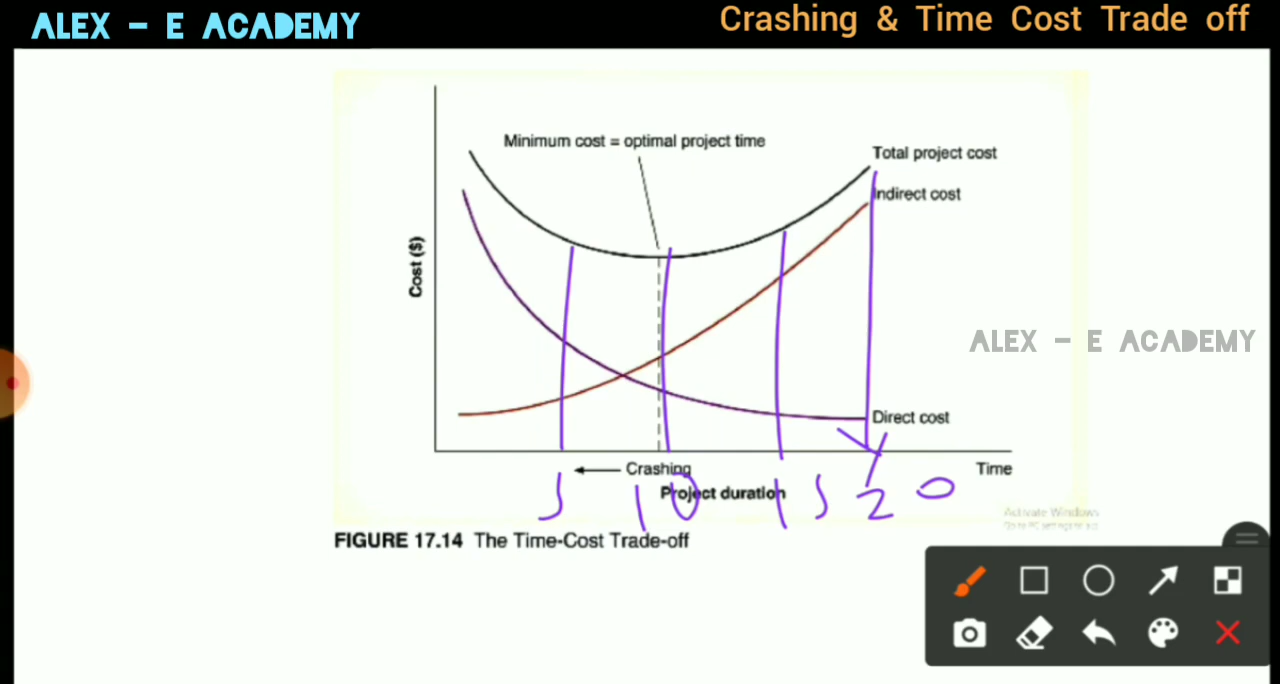 ALEX - E ACADEMY
Crashing & Time Cost Trade off
Minimum cost = optimal project time
Total project cost
Indirect cost
Cost ($)
ALEX - E ACADEMY
Direct cost
Crashing
Time
Project duration
5 10 15 20
Activate Windows
FIGURE 17.14 The Time-Cost Trade-off